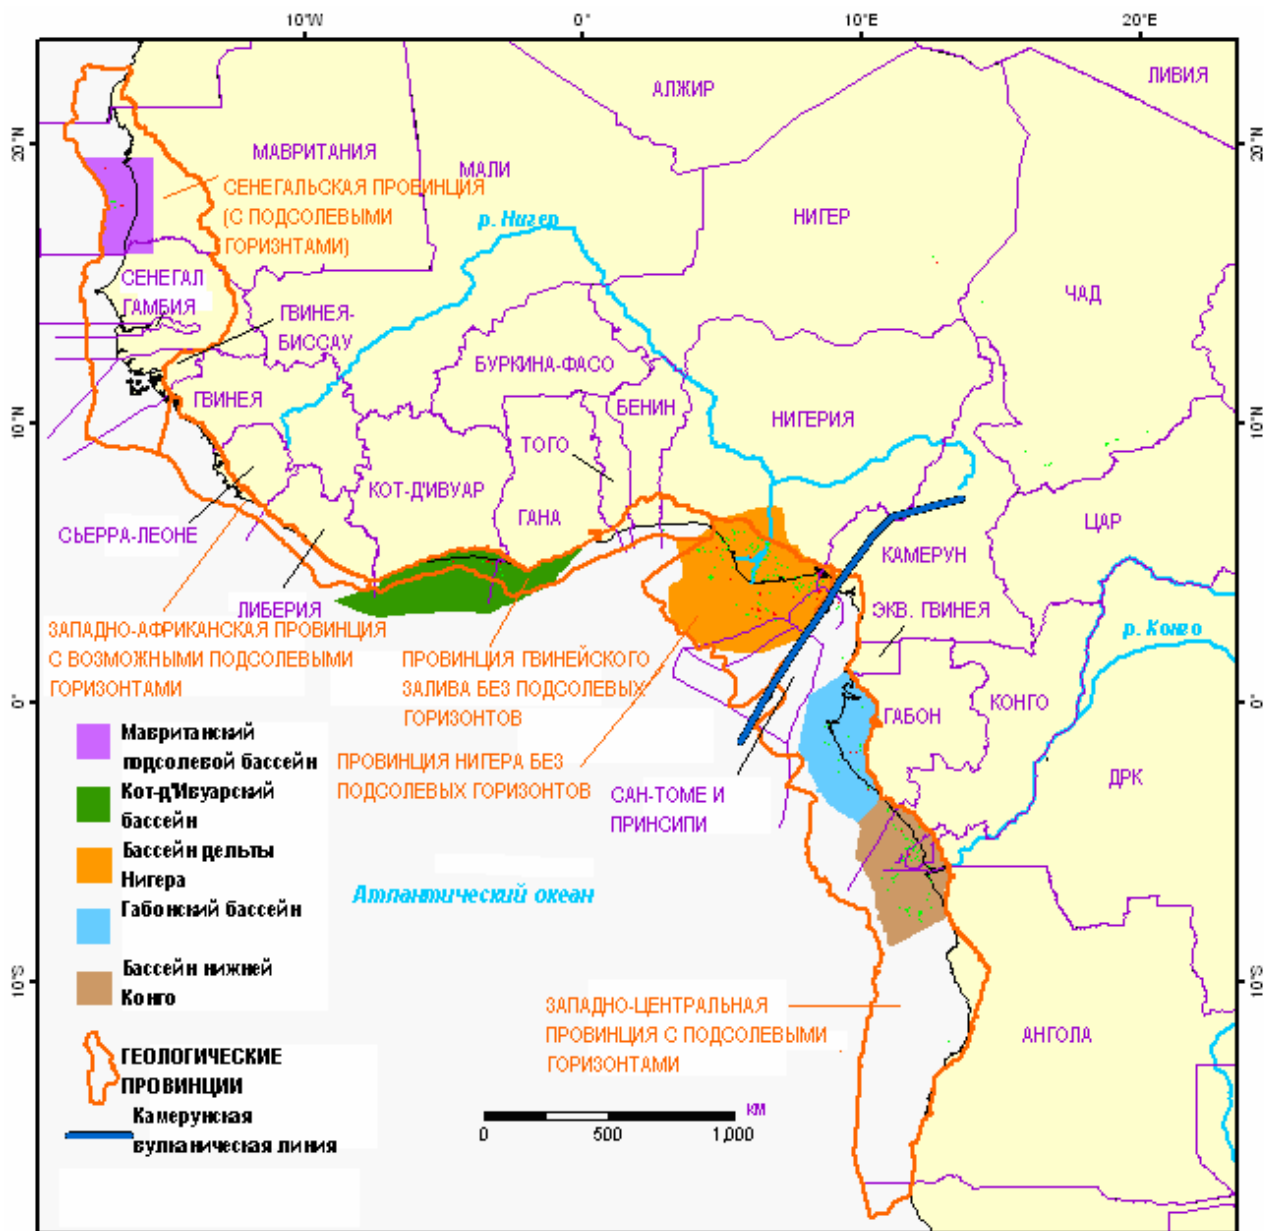 10°W
0°
10°E
20°E
ЛИВИЯ
АЛЖИР
20°N
20°N
МАВРИТАНИЯ
МАЛИ
СЕНЕГАЛЬСКАЯ ПРОВИНЦИЯ
(С ПОДСОЛЕВЫМИ
ГОРИЗНТАМИ)
р. Нигер
НИГЕР
СЕНЕГАЛ
ГАМБИЯ
ЧАД
ГВИНЕЯ-
БИССАУ
БУРКИНА-ФАСО
ГВИНЕЯ
БЕНИН
НИГЕРИЯ
10°N
10°N
ТОГО
КОТ-Д'ИВУАР
ГАНА
СЬЕРРА-ЛЕОНЕ
ЦАР
КАМЕРУН
ЛИБЕРИЯ
ЭКВ. ГВИНЕЯ
р. Конго
ЗАПАДНО-АФРИКАНСКАЯ ПРОВИНЦИЯ
С ВОЗМОЖНЫМИ ПОДСОЛЕВЫМИ
ГОРИЗОНТАМИ
ПРОВИНЦИЯ ГВИНЕЙСКОГО
ЗАЛИВА БЕЗ ПОДСОЛЕВЫХ
ГОРИЗОНТОВ
0°
0°
ГАБОН
КОНГО
ПРОВИНЦИЯ НИГЕРА БЕЗ
ПОДСОЛЕВЫХ ГОРИЗОНТОВ
САН-ТОМЕ И
ПРИНСИПИ
ДРК
Мавританский
подсолевой бассейн
Кот-д'Ивуарский
бассейн
Бассейн дельты
Нигера
Габонский бассейн
Бассейн нижней
Конго
Атлантический океан
10°S
10°S
ЗАПАДНО-ЦЕНТРАЛЬНАЯ
ПРОВИНЦИЯ С ПОДСОЛЕВЫМИ
ГОРИЗОНТАМИ
АНГОЛА
ГЕОЛОГИЧЕСКИЕ
ПРОВИНЦИИ
Камерунская
вулканическая линия
КМ
0
500
1,000